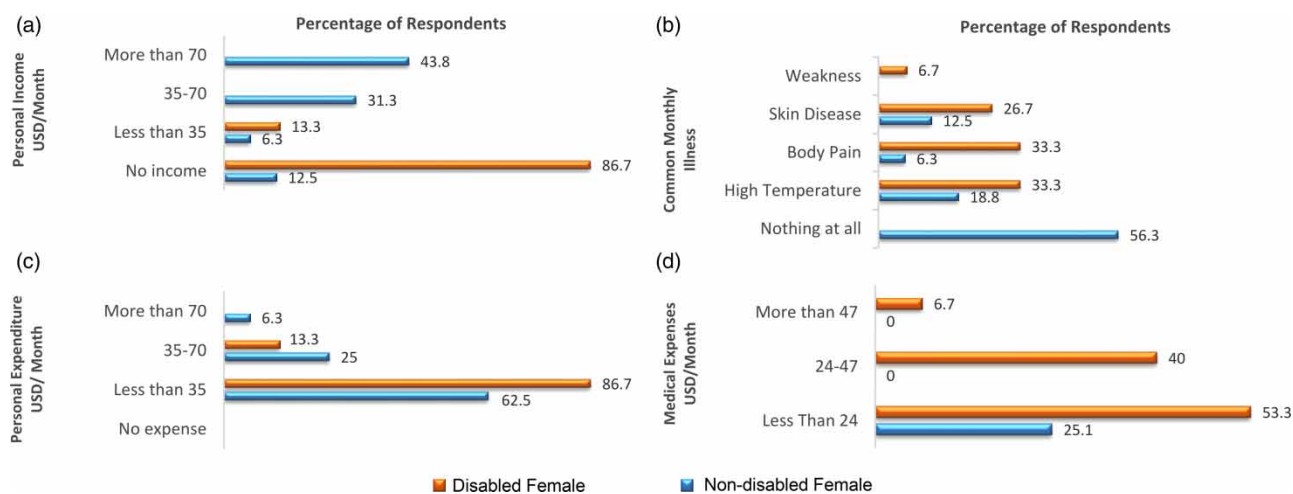 (a)
Percentage of Respondents
Personal Income
USD/Month
More than 70
43.8
35-70
31.3
Less than 35
13.3
6.3
No income
86.7
12.5
(b)
Percentage of Respondents
Common Monthly
Illness
Weakness
6.7
Skin Disease
26.7
12.5
Body Pain
33.3
6.3
High Temperature
33.3
18.8
Nothing at all
56.3
(c)
Personal Expenditure
USD/ Month
More than 70
6.3
35-70
13.3
25
Less than 35
86.7
62.5
No expense
(d)
Medical Expenses
USD/Month
More than 47
6.7
0
24-47
40
0
Less Than 24
53.3
25.1
Disabled Female
Non-disabled Female